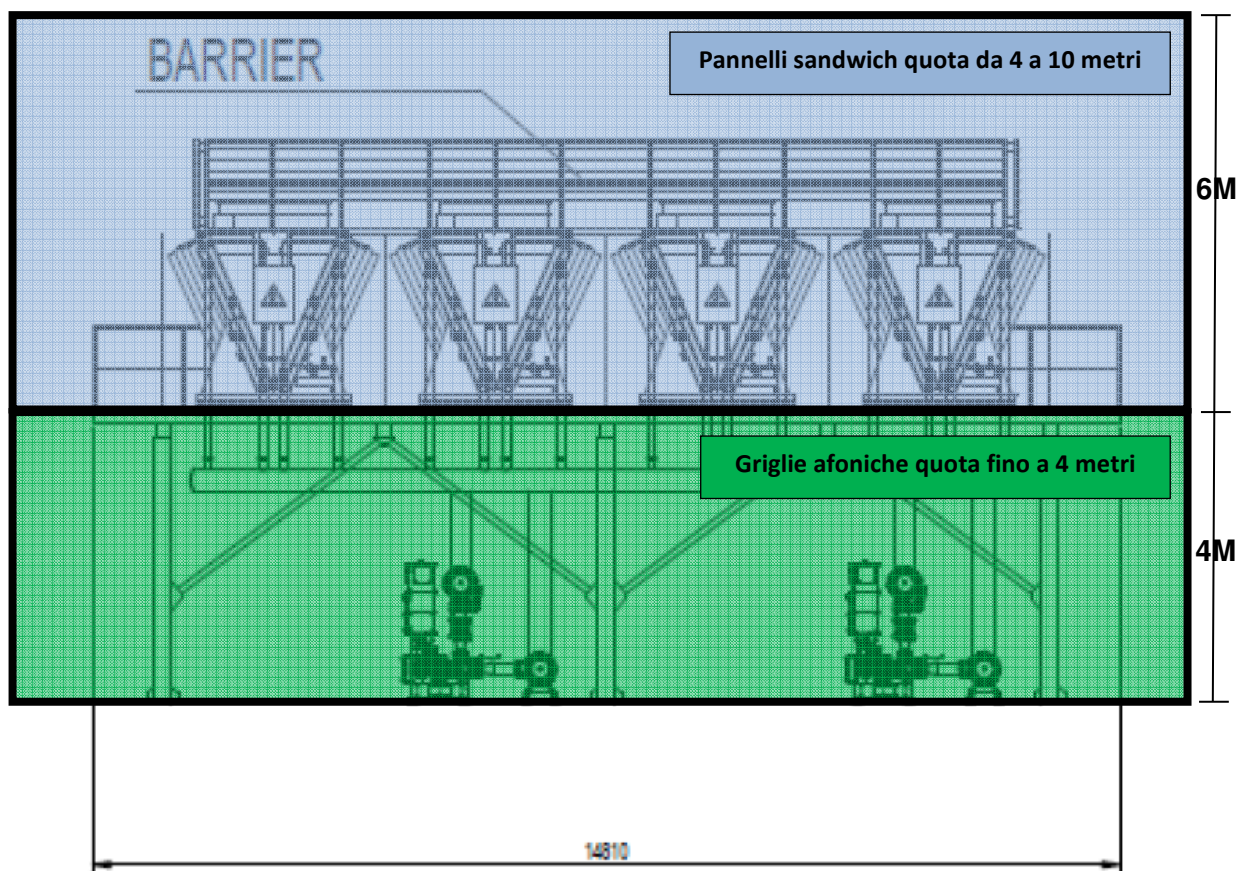 BARRIER
Pannelli sandwich quota da 4 a 10 metri
6M
Griglie afoniche quota fino a 4 metri
4M
14810